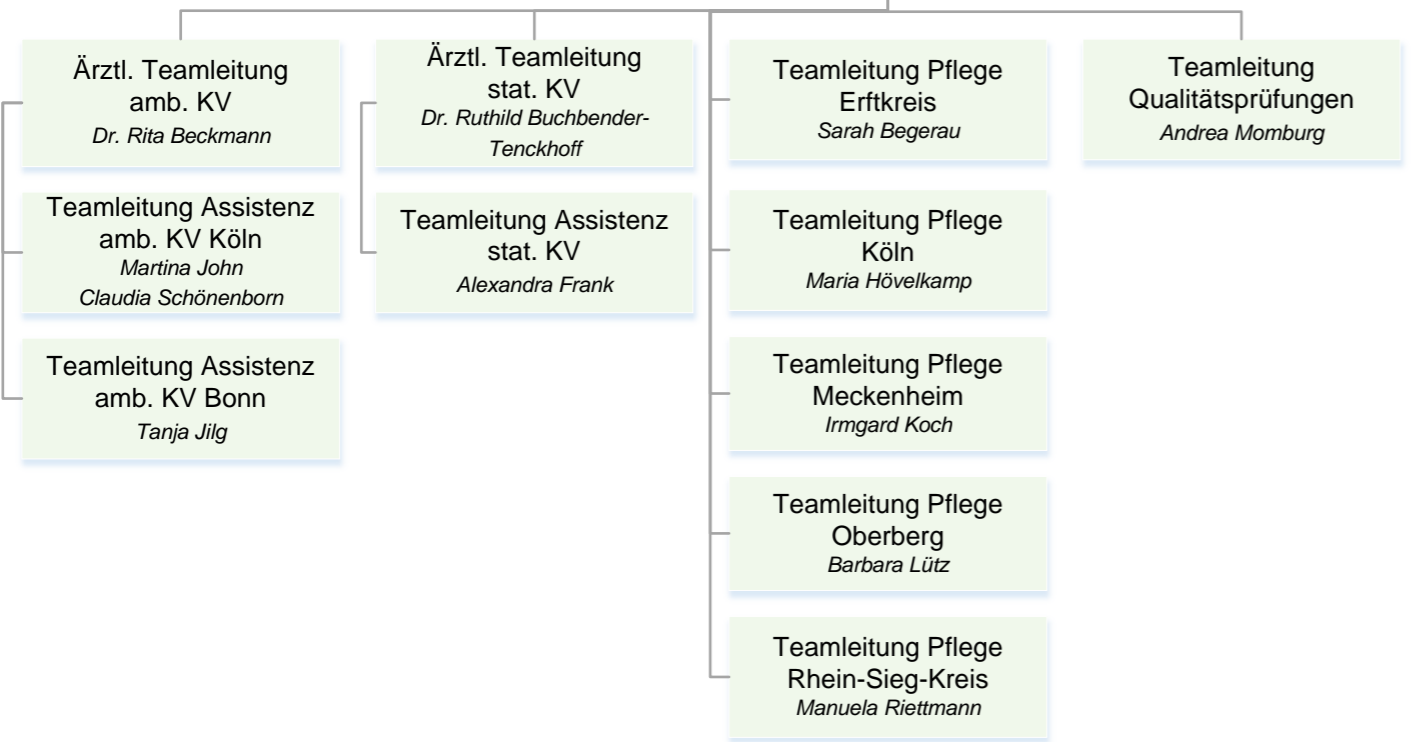 Ärztl. Teamleitung
amb. KV
Dr. Rita Beckmann
Teamleitung Assistenz
amb. KV Köln
Martina John
Claudia Schönenborn
Teamleitung Assistenz
amb. KV Bonn
Tanja Jilg
Ärztl. Teamleitung
stat. KV
Dr. Ruthild Buchbender-
Tenckhoff
Teamleitung Assistenz
stat. KV
Alexandra Frank
Teamleitung Pflege
Erftkreis
Sarah Begerau
Teamleitung Pflege
Köln
Maria Hövelkamp
Teamleitung Pflege
Meckenheim
Irmgard Koch
Teamleitung Pflege
Oberberg
Barbara Lütz
Teamleitung Pflege
Rhein-Sieg-Kreis
Manuela Riettmann
Teamleitung
Qualitätsprüfungen
Andrea Momburg